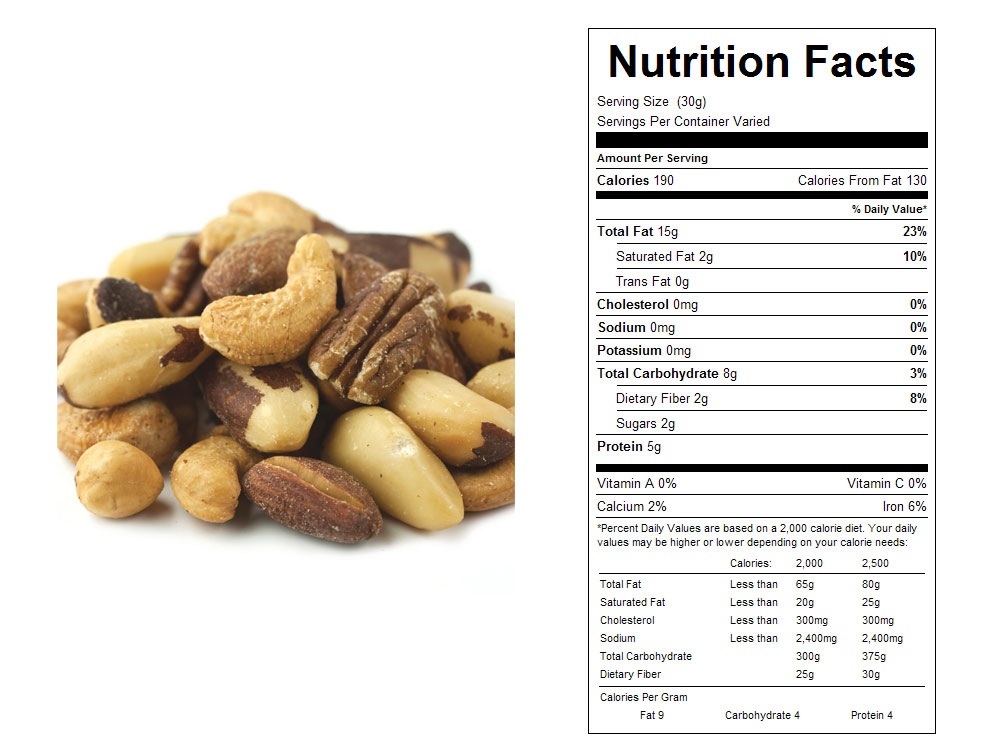 Nutrition Facts
Serving Size (30g)
Servings Per Container Varied
Amount Per Serving
Calories 190 Calories From Fat 130
% Daily Value*
Total Fat 15g 23%
Saturated Fat 2g 10%
Trans Fat 0g
Cholesterol 0mg 0%
Sodium 0mg 0%
Potassium 0mg 0%
Total Carbohydrate 8g 3%
Dietary Fiber 2g 8%
Sugars 2g
Protein 5g
Vitamin A 0% Vitamin C 0%
Calcium 2% Iron 6%
*Percent Daily Values are based on a 2,000 calorie diet. Your daily
values may be higher or lower depending on your calorie needs:
Calories: 2,000 2,500
Total Fat Less than 65g 80g
Saturated Fat Less than 20g 25g
Cholesterol Less than 300mg 300mg
Sodium Less than 2,400mg 2,400mg
Total Carbohydrate 300g 375g
Dietary Fiber 25g 30g
Calories Per Gram
Fat 9 Carbohydrate 4 Protein 4